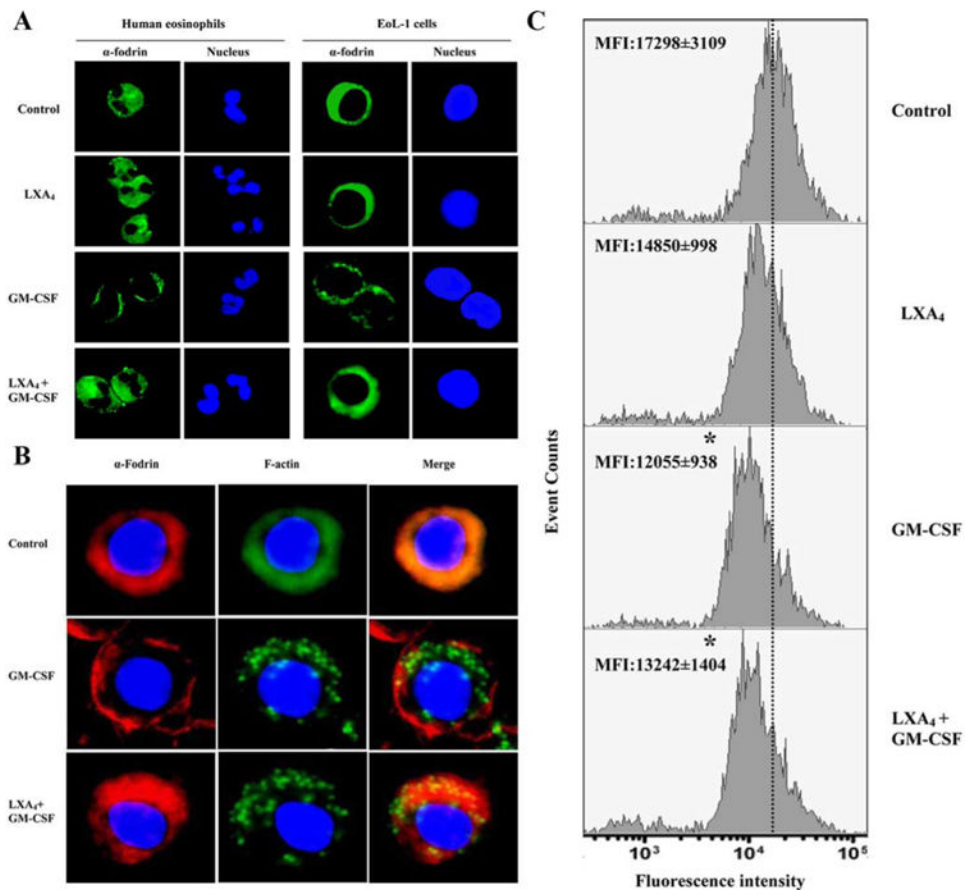 A
Human eosinophils EoL-1 cells
α-fodrin Nucleus α-fodrin Nucleus
Control
LXA₄
GM-CSF
LXA₄ +
GM-CSF
B
α-Fodrin F-actin Merge
Control
GM-CSF
LXA₄+
GM-CSF
C
MFI:17298±3109
Control
MFI:14850±998
LXA₄
*
MFI:12055±938
GM-CSF
*
MFI:13242±1404
LXA₄ +
GM-CSF
Event Counts
10³ 10⁴ 10⁵
Fluorescence intensity